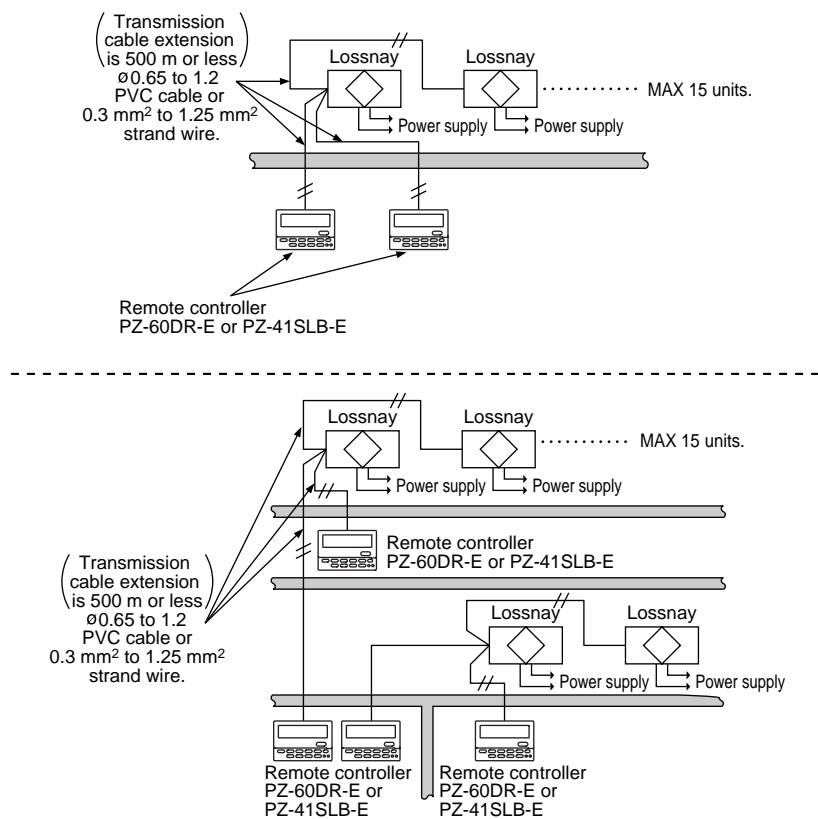 Transmission
cable extension
is 500 m or less
ø0.65 to 1.2
PVC cable or
0.3 mm² to 1.25 mm²
strand wire.
Lossnay
Lossnay
MAX 15 units.
Power supply
Power supply
Remote controller
PZ-60DR-E or PZ-41SLB-E
Lossnay
Lossnay
MAX 15 units.
Power supply
Power supply
Remote controller
PZ-60DR-E or PZ-41SLB-E
Transmission
cable extension
is 500 m or less
ø0.65 to 1.2
PVC cable or
0.3 mm² to 1.25 mm²
strand wire.
Lossnay
Lossnay
Power supply
Power supply
Remote controller
PZ-60DR-E or
PZ-41SLB-E
Remote controller
PZ-60DR-E or
PZ-41SLB-E